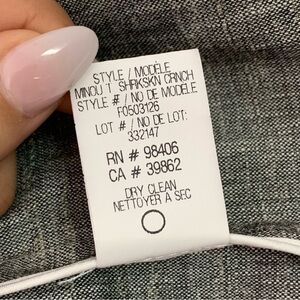 STYLE / MODÈLE
MINOU T SHRKSKN CRNCH
STYLE # / NO DE MODÈLE
F0503126
LOT # / NO DE LOT:
332147
RN # 98406
CA # 39862
DRY CLEAN
NETTOYER A SEC